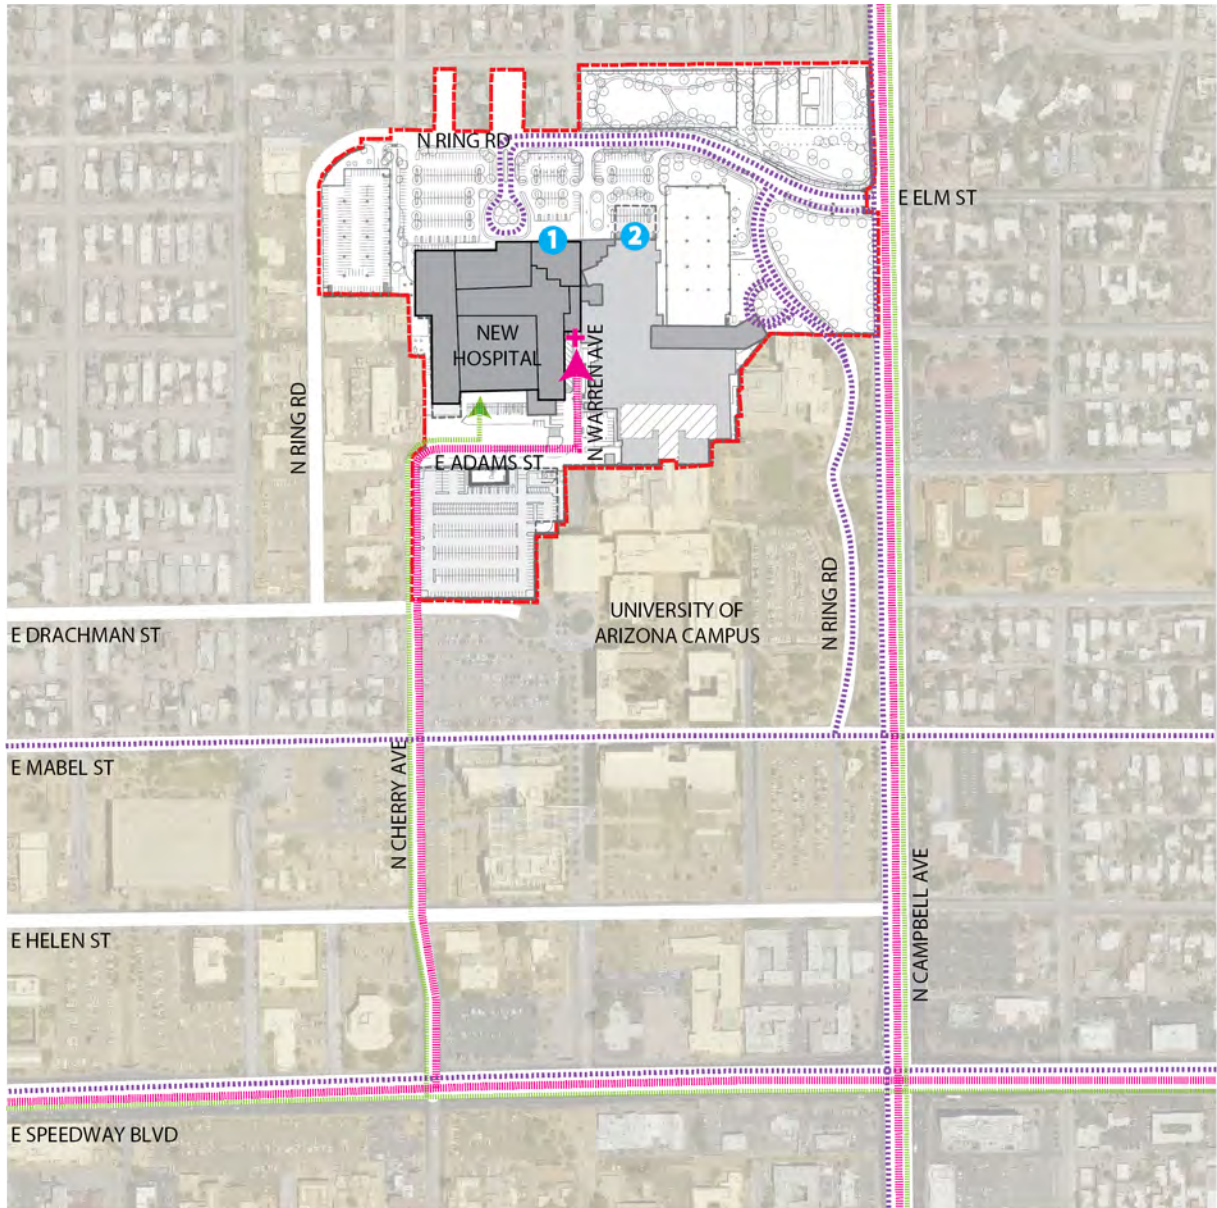 N RING RD
E ELM ST
1
2
NEW
HOSPITAL
N WARREN AVE
N RING RD
E ADAMS ST
UNIVERSITY OF
ARIZONA CAMPUS
N RING RD
E DRACHMAN ST
E MABEL ST
N CHERRY AVE
N CAMPBELL AVE
E HELEN ST
E SPEEDWAY BLVD